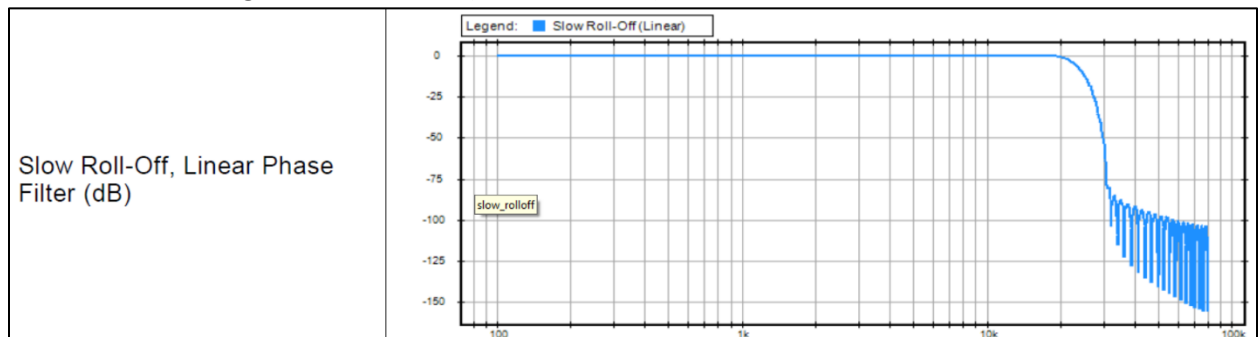 Legend: Slow Roll-Off (Linear)
Slow Roll-Off, Linear Phase
Filter (dB)
0
-25
-50
-75
slow_rolloff
-100
-125
-150
100 1k 10k 100k